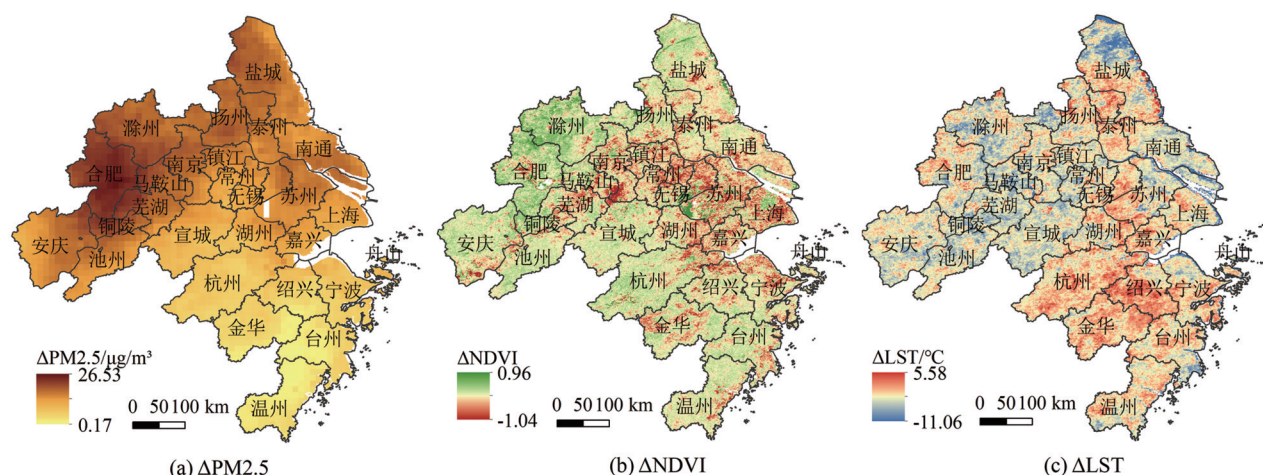 盐城
扬州
泰州
滁州
南京
镇江
南通
合肥
马鞍山
常州
无锡
苏州
芜湖
铜陵
上海
安庆
池州
宣城
湖州
嘉兴
舟山
杭州
绍兴
宁波
金华
台州
温州
ΔPM2.5/μg/m³
26.53
0.17
0 50 100 km
(a) ΔPM2.5
盐城
扬州
泰州
滁州
南京
镇江
南通
合肥
马鞍山
常州
无锡
苏州
芜湖
铜陵
上海
安庆
池州
宣城
湖州
嘉兴
舟山
杭州
绍兴
宁波
金华
台州
温州
ΔNDVI
0.96
-1.04
0 50 100 km
(b) ΔNDVI
盐城
扬州
泰州
滁州
南京
镇江
南通
合肥
马鞍山
常州
无锡
苏州
芜湖
铜陵
上海
安庆
池州
宣城
湖州
嘉兴
舟山
杭州
绍兴
宁波
金华
台州
温州
ΔLST/℃
5.58
-11.06
0 50 100 km
(c) ΔLST